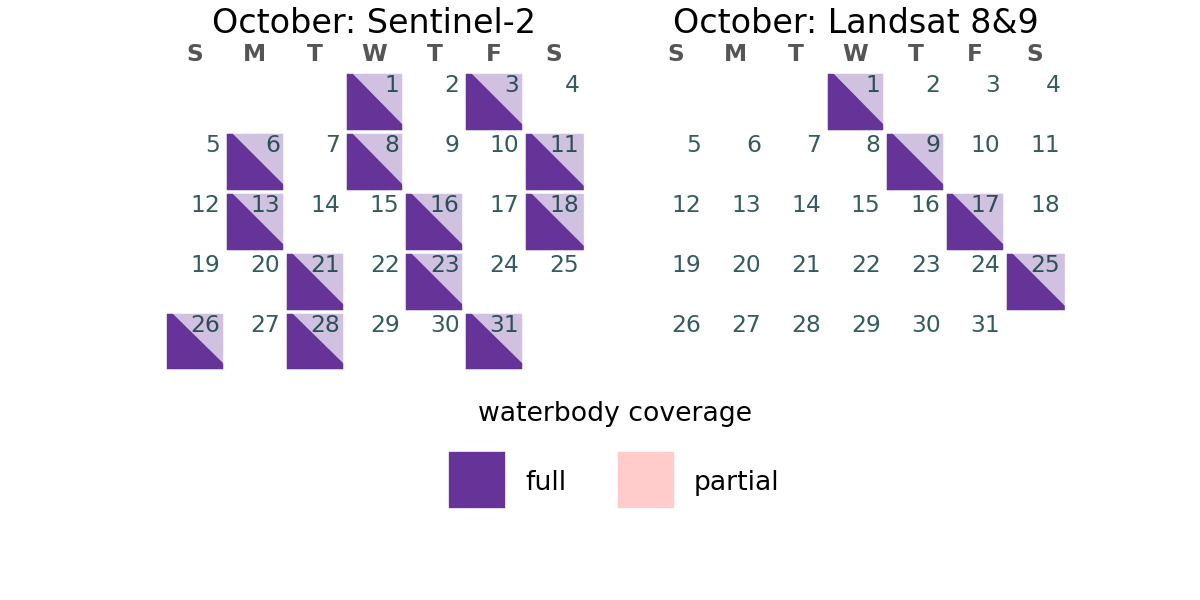 October: Sentinel-2
S M T W T F S
1 2 3 4
5 6 7 8 9 10 11
12 13 14 15 16 17 18
19 20 21 22 23 24 25
26 27 28 29 30 31
October: Landsat 8&9
S M T W T F S
1 2 3 4
5 6 7 8 9 10 11
12 13 14 15 16 17 18
19 20 21 22 23 24 25
26 27 28 29 30 31
waterbody coverage
full partial